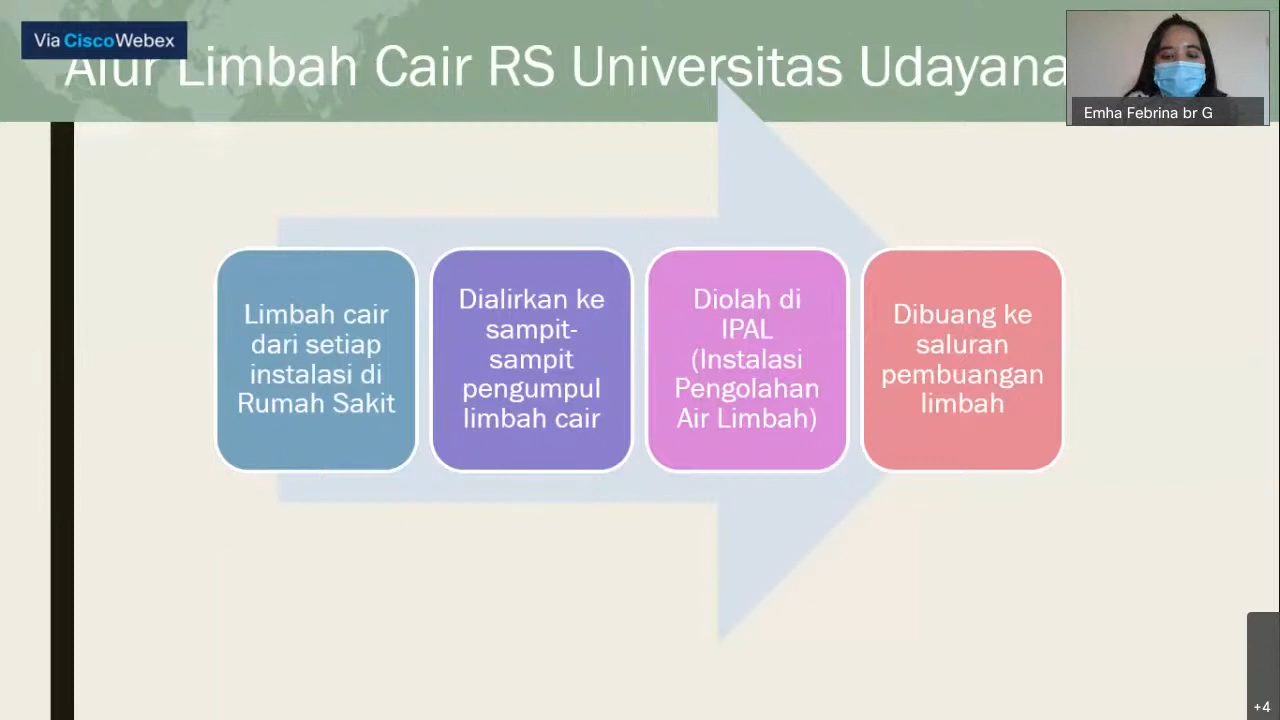 Via CiscoWebex
Alur Limbah Cair RS Universitas Udayana
Emha Febrina br G
Limbah cair
dari setiap
instalasi di
Rumah Sakit
Dialirkan ke
sampit-
sampit
pengumpul
limbah cair
Diolah di
IPAL
(Instalasi
Pengolahan
Air Limbah)
Dibuang ke
saluran
pembuangan
limbah
+4